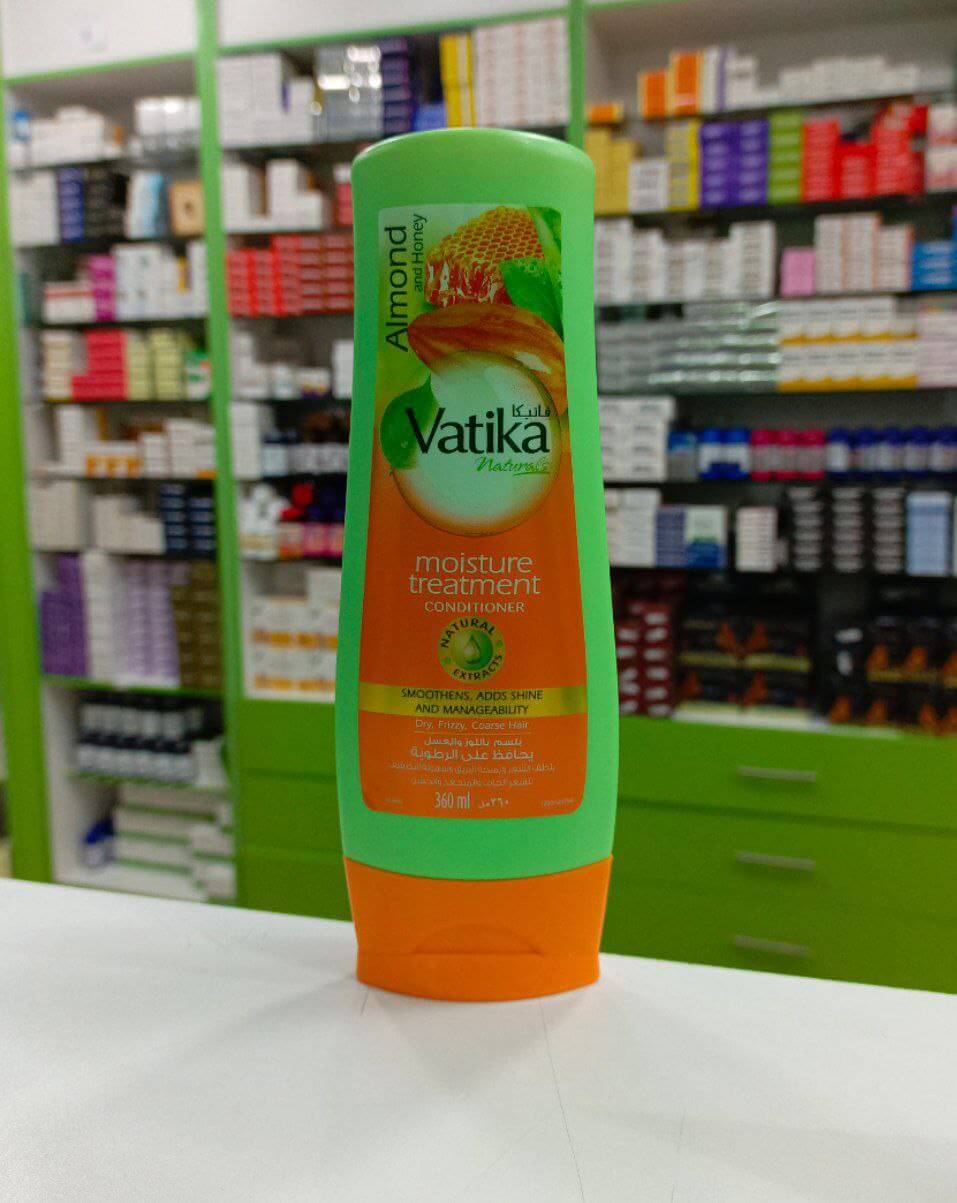 Almond
and Honey
فاتيكا
Vatika
Naturals
moisture
treatment
CONDITIONER
NATURAL
EXTRACTS
SMOOTHENS, ADDS SHINE
AND MANAGEABILITY
Dry, Frizzy, Coarse Hair
بلسم باللوز والعسل
يحافظ على الرطوبة
360 ml ٣٦٠مل